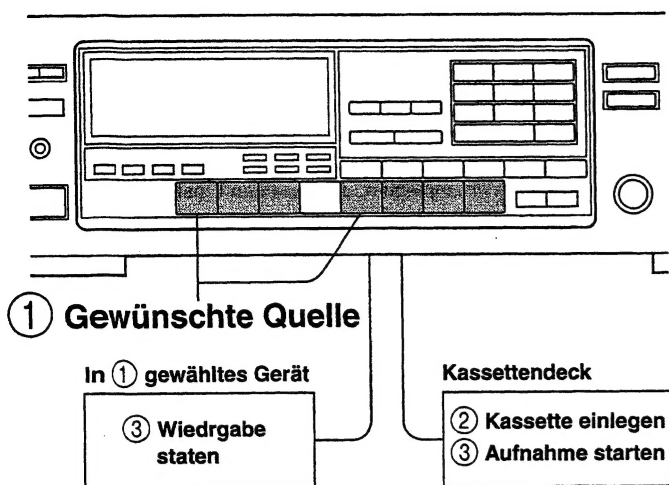 ① Gewünschte Quelle
In ① gewähltes Gerät
③ Wiedrgabe
staten
Kassettendeck
② Kassette einlegen
③ Aufnahme starten